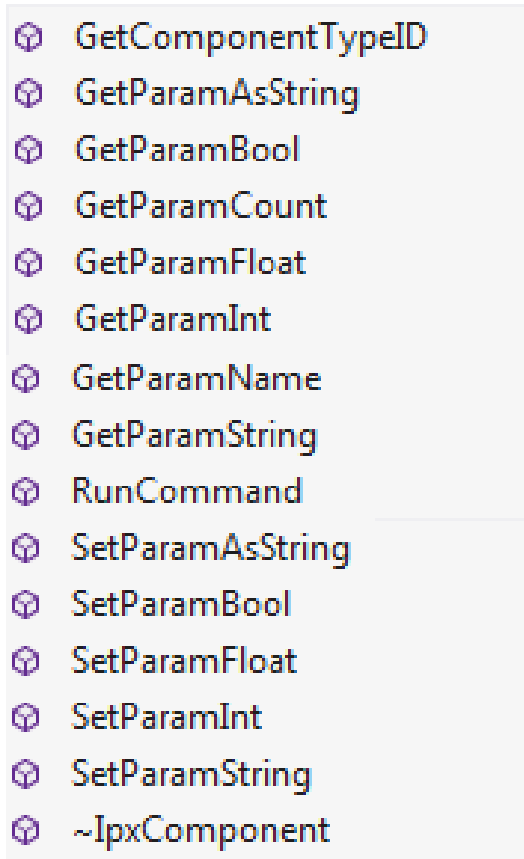 GetComponentTypeID
GetParamAsString
GetParamBool
GetParamCount
GetParamFloat
GetParamInt
GetParamName
GetParamString
RunCommand
SetParamAsString
SetParamBool
SetParamFloat
SetParamInt
SetParamString
~IpxComponent